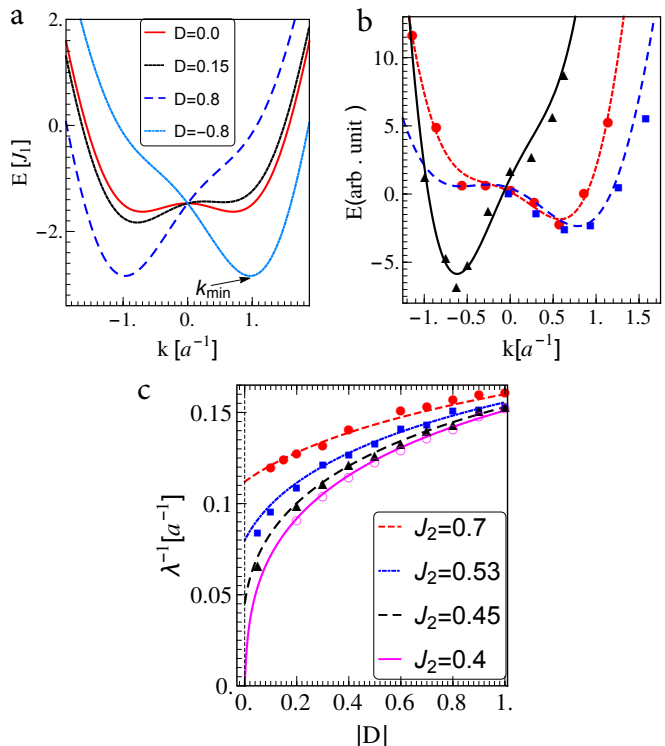 a
2.
0.
−2.
E [J1]
D=0.0
D=0.15
D=0.8
D=−0.8
kmin
−1. 0. 1.
k [a⁻¹]
b
10.
5.
0.
−5.
E(arb . unit )
−1. −0.5 0. 0.5 1. 1.5
k[a⁻¹]
c
0.15
0.1
0.05
0.
λ⁻¹[a⁻¹]
J2=0.7
J2=0.53
J2=0.45
J2=0.4
0. 0.2 0.4 0.6 0.8 1.
|D|